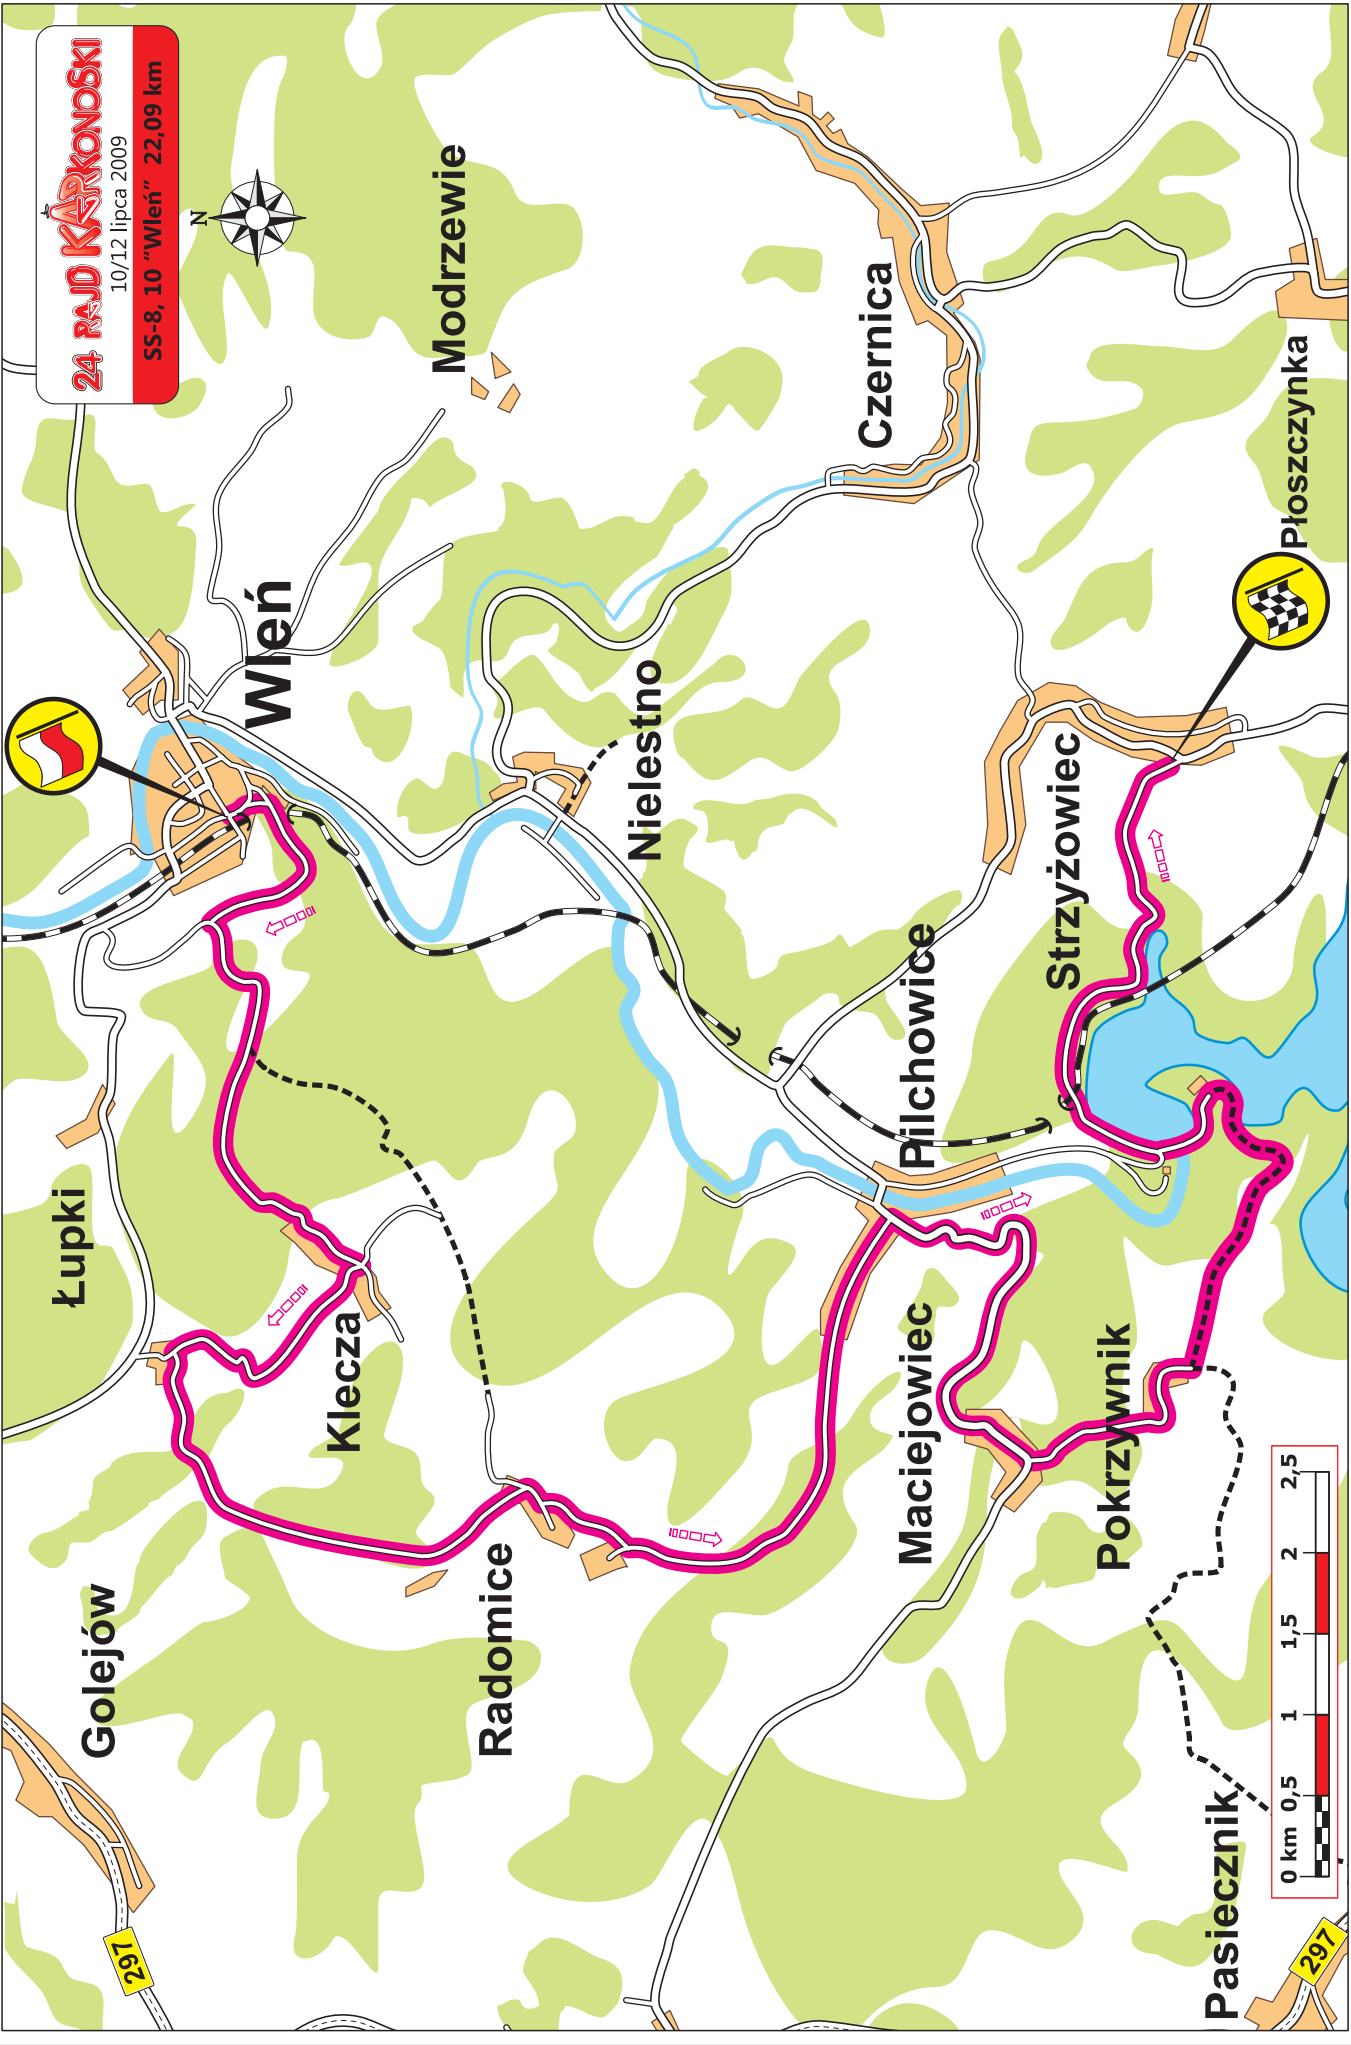 24 RAJD KARKONOSKI
10/12 lipca 2009
SS-8, 10 "Wleń" 22,09 km
N
Modrzewie
Wleń
Czernica
Płoszczynka
Nielestno
Strzyżowiec
Pilchowice
Łupki
Klecza
Maciejowiec
Pokrzywnik
Radomice
Golejów
Pasiecznik
297
297
0 km 0,5 1 1,5 2 2,5